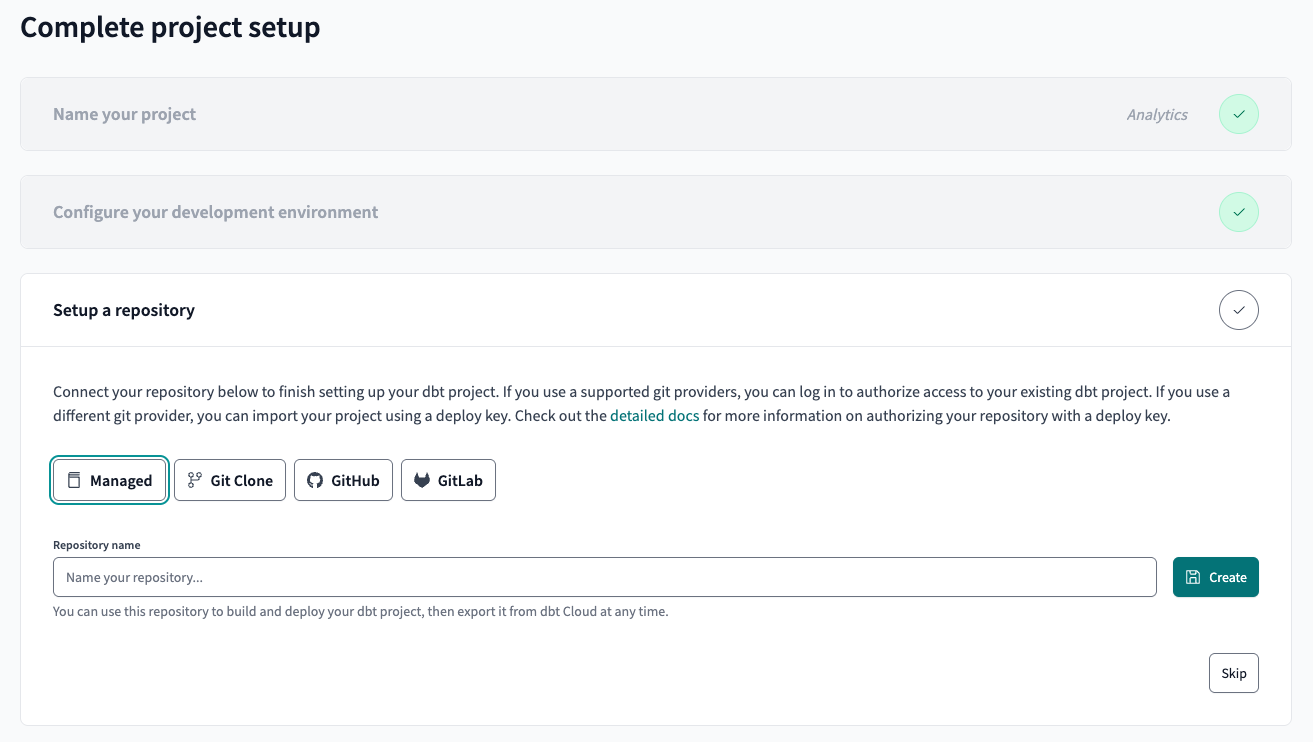 Complete project setup
Name your project
Analytics
Configure your development environment
Setup a repository
Connect your repository below to finish setting up your dbt project. If you use a supported git providers, you can log in to authorize access to your existing dbt project. If you use a
different git provider, you can import your project using a deploy key. Check out the detailed docs for more information on authorizing your repository with a deploy key.
Managed
Git Clone
GitHub
GitLab
Repository name
Name your repository...
Create
You can use this repository to build and deploy your dbt project, then export it from dbt Cloud at any time.
Skip